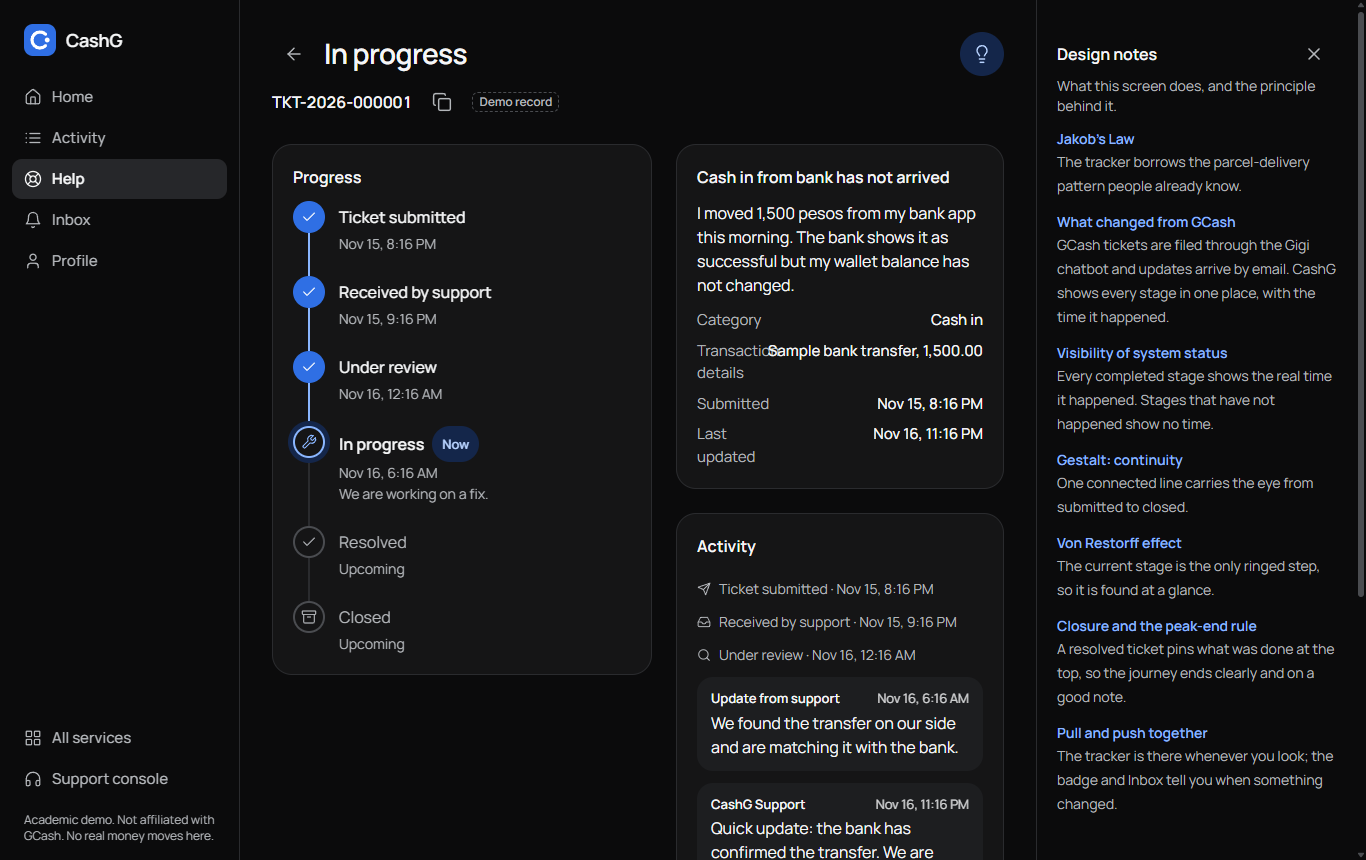 CashG
Home
Activity
Help
Inbox
Profile
All services
Support console
Academic demo. Not affiliated with
GCash. No real money moves here.
In progress
TKT-2026-000001
Demo record
Progress
Ticket submitted
Nov 15, 8:16 PM
Received by support
Nov 15, 9:16 PM
Under review
Nov 16, 12:16 AM
In progress Now
Nov 16, 6:16 AM
We are working on a fix.
Resolved
Upcoming
Closed
Upcoming
Cash in from bank has not arrived
I moved 1,500 pesos from my bank app
this morning. The bank shows it as
successful but my wallet balance has
not changed.
Category Cash in
Transaction Sample bank transfer, 1,500.00
details
Submitted Nov 15, 8:16 PM
Last Nov 16, 11:16 PM
updated
Activity
Ticket submitted · Nov 15, 8:16 PM
Received by support · Nov 15, 9:16 PM
Under review · Nov 16, 12:16 AM
Update from support Nov 16, 6:16 AM
We found the transfer on our side
and are matching it with the bank.
CashG Support Nov 16, 11:16 PM
Quick update: the bank has
confirmed the transfer. We are
Design notes
What this screen does, and the principle
behind it.
Jakob's Law
The tracker borrows the parcel-delivery
pattern people already know.
What changed from GCash
GCash tickets are filed through the Gigi
chatbot and updates arrive by email. CashG
shows every stage in one place, with the
time it happened.
Visibility of system status
Every completed stage shows the real time
it happened. Stages that have not
happened show no time.
Gestalt: continuity
One connected line carries the eye from
submitted to closed.
Von Restorff effect
The current stage is the only ringed step,
so it is found at a glance.
Closure and the peak-end rule
A resolved ticket pins what was done at the
top, so the journey ends clearly and on a
good note.
Pull and push together
The tracker is there whenever you look; the
badge and Inbox tell you when something
changed.